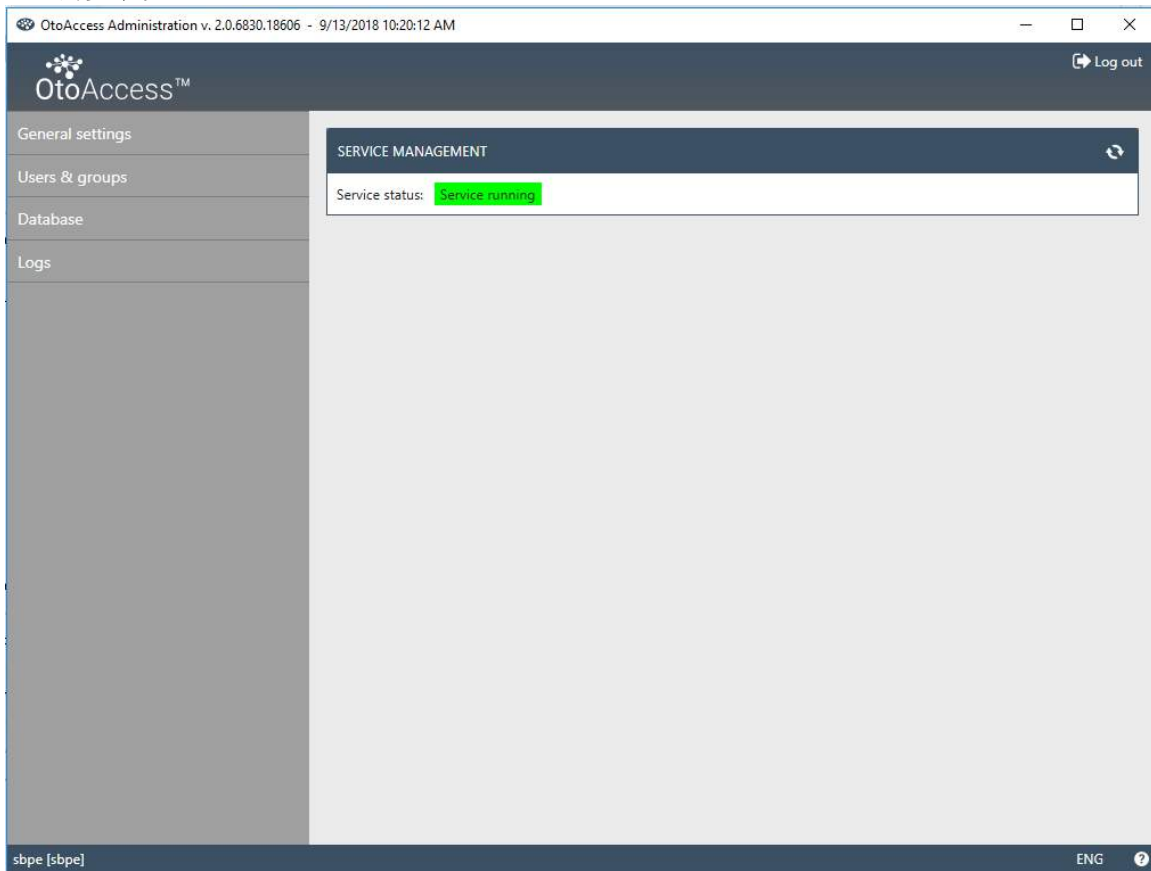 OtoAccess Administration v. 2.0.6830.18606 - 9/13/2018 10:20:12 AM
OtoAccess™
Log out
General settings
Users & groups
Database
Logs
SERVICE MANAGEMENT
Service status: Service running
sbpe [sbpe]
ENG ?